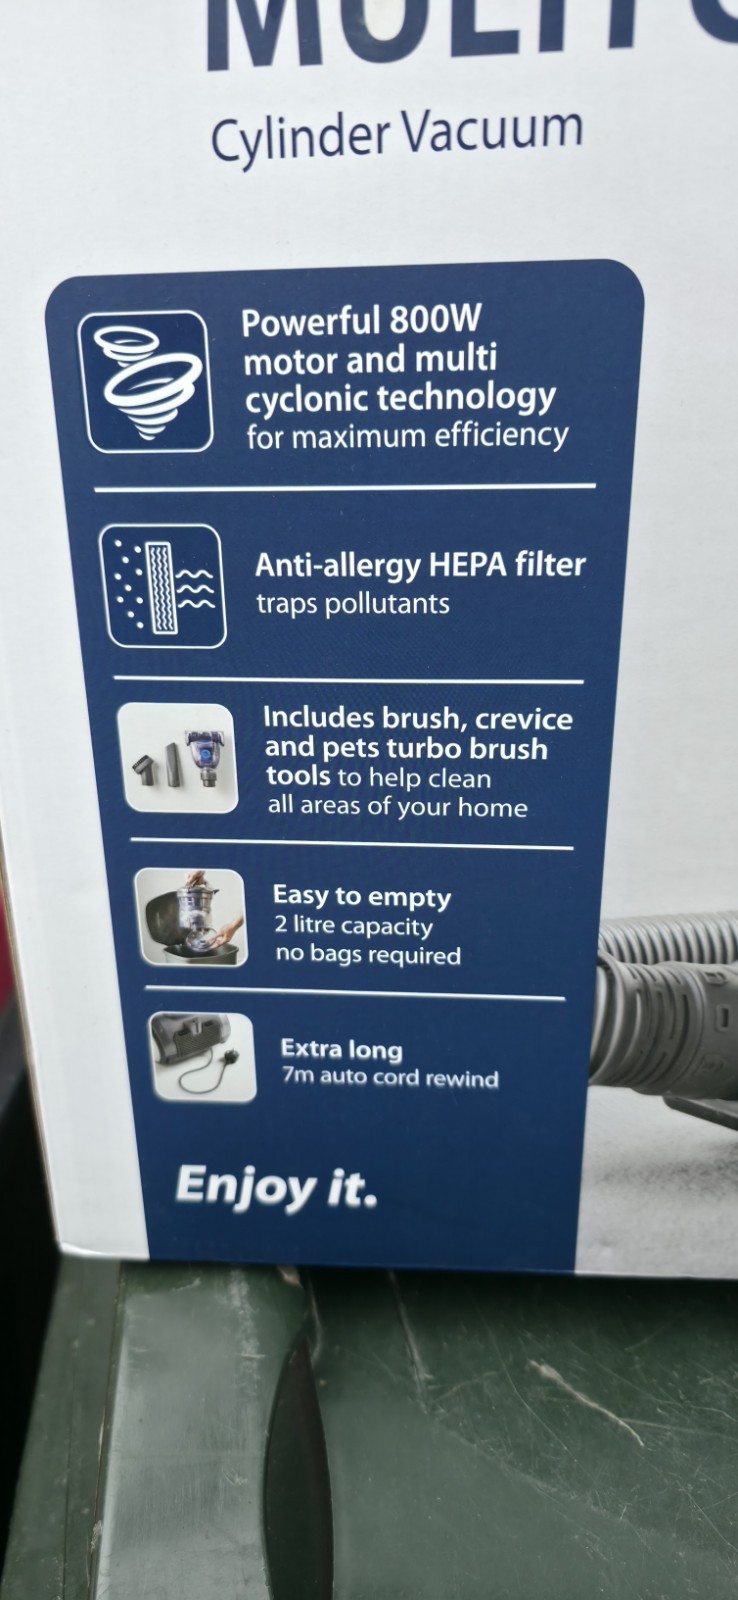 Cylinder Vacuum
Powerful 800W
motor and multi
cyclonic technology
for maximum efficiency
Anti-allergy HEPA filter
traps pollutants
Includes brush, crevice
and pets turbo brush
tools to help clean
all areas of your home
Easy to empty
2 litre capacity
no bags required
Extra long
7m auto cord rewind
Enjoy it.